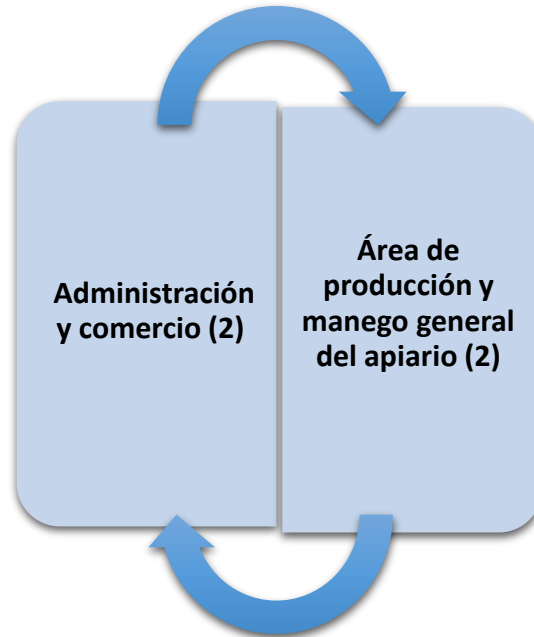 Administración
y comercio (2)
Área de
producción y
manego general
del apiario (2)